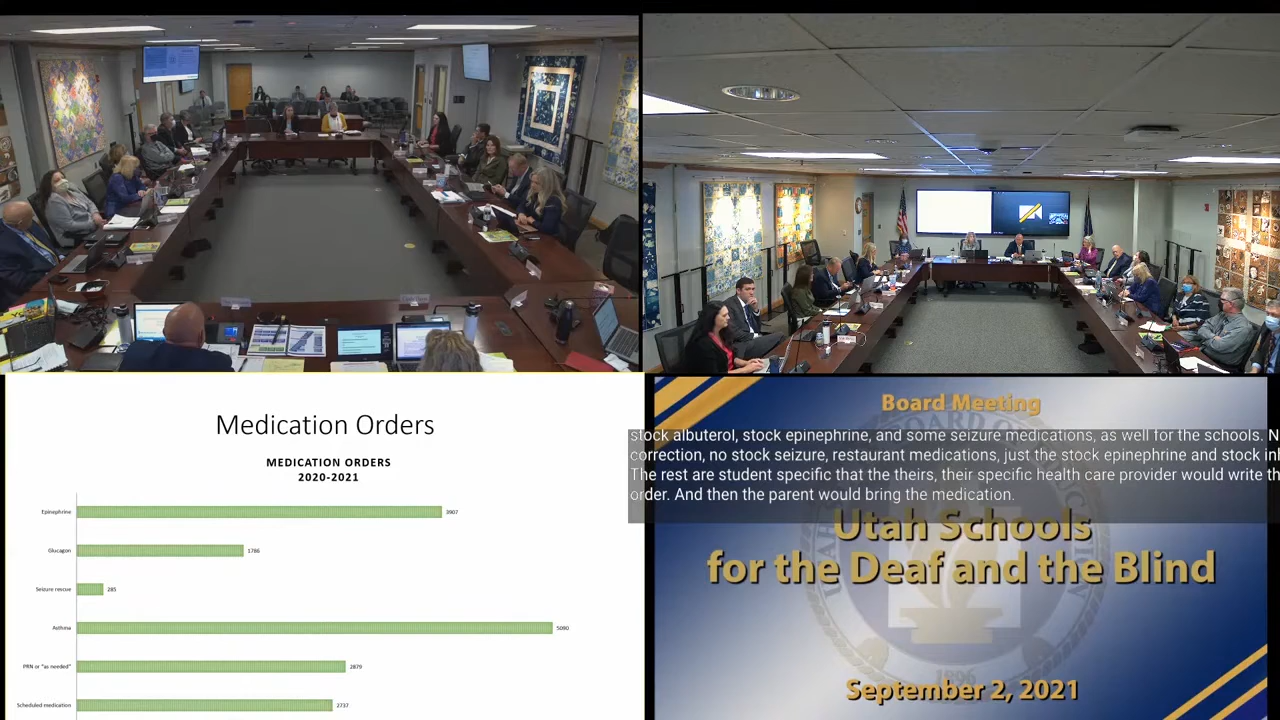 Medication Orders
MEDICATION ORDERS
2020-2021
Epinephrine 3907
Glucagon 1786
Seizure rescue 285
Asthma 5080
PRN or "as needed" 2879
Scheduled medication 2737
Board Meeting
stock albuterol, stock epinephrine, and some seizure medications, as well for the schools. N
correction, no stock seizure, restaurant medications, just the stock epinephrine and stock in
The rest are student specific that the theirs, their specific health care provider would write th
order. And then the parent would bring the medication.
Utah Schools
for the Deaf and the Blind
1896
September 2, 2021